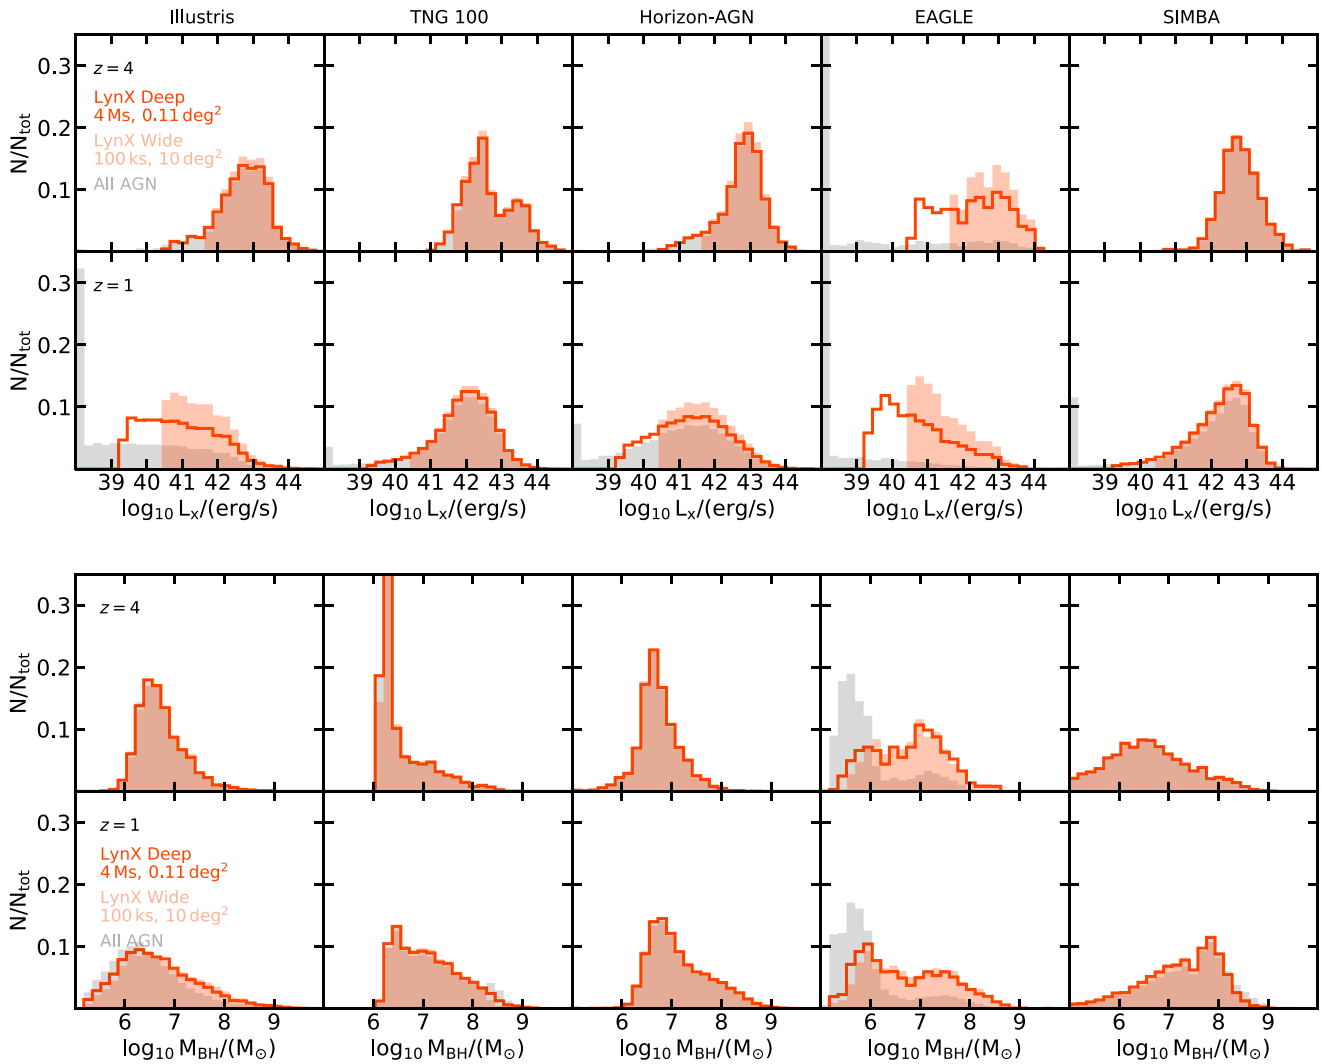 Illustris TNG 100 Horizon-AGN EAGLE SIMBA
0.3
z = 4
LynX Deep
4 Ms, 0.11 deg²
0.2
LynX Wide
100 ks, 10 deg²
N/N_tot
All AGN
0.1
0.3
z = 1
0.2
N/N_tot
0.1
39 40 41 42 43 44 39 40 41 42 43 44 39 40 41 42 43 44 39 40 41 42 43 44 39 40 41 42 43 44
log₁₀ Lₓ/(erg/s) log₁₀ Lₓ/(erg/s) log₁₀ Lₓ/(erg/s) log₁₀ Lₓ/(erg/s) log₁₀ Lₓ/(erg/s)
0.3
z = 4
0.2
N/N_tot
0.1
0.3
z = 1
LynX Deep
4 Ms, 0.11 deg²
0.2
LynX Wide
100 ks, 10 deg²
N/N_tot
All AGN
0.1
6 7 8 9 6 7 8 9 6 7 8 9 6 7 8 9 6 7 8 9
log₁₀ M_BH/(M_⊙) log₁₀ M_BH/(M_⊙) log₁₀ M_BH/(M_⊙) log₁₀ M_BH/(M_⊙) log₁₀ M_BH/(M_⊙)